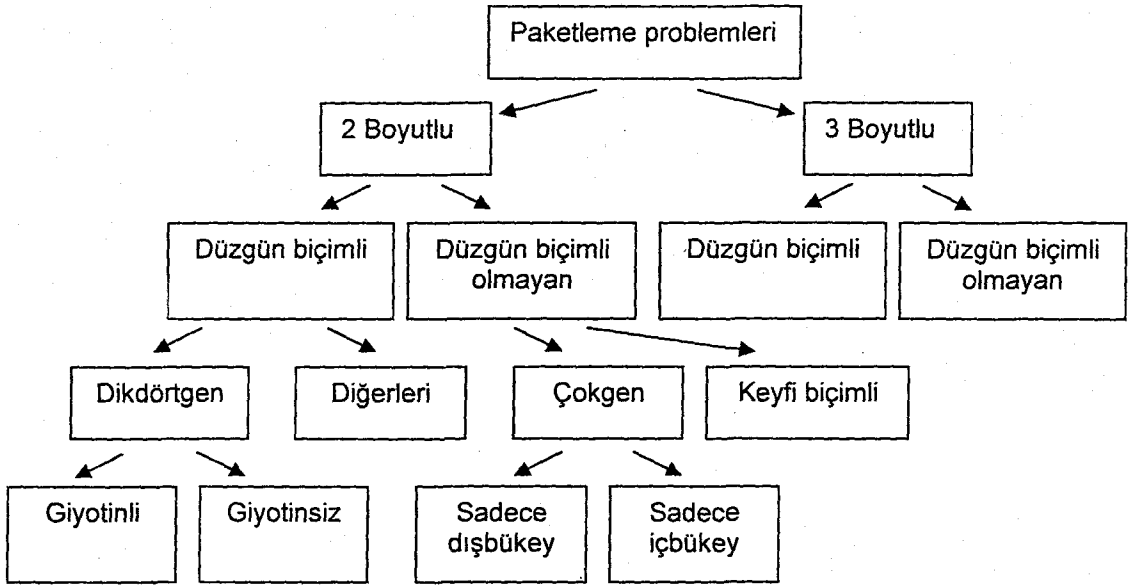 Paketleme problemleri
2 Boyutlu
3 Boyutlu
Düzgün biçimli
Düzgün biçimli
olmayan
Düzgün biçimli
Düzgün biçimli
olmayan
Dikdörtgen
Diğerleri
Çokgen
Keyfi biçimli
Giyotinli
Giyotinsiz
Sadece
dışbükey
Sadece
içbükey